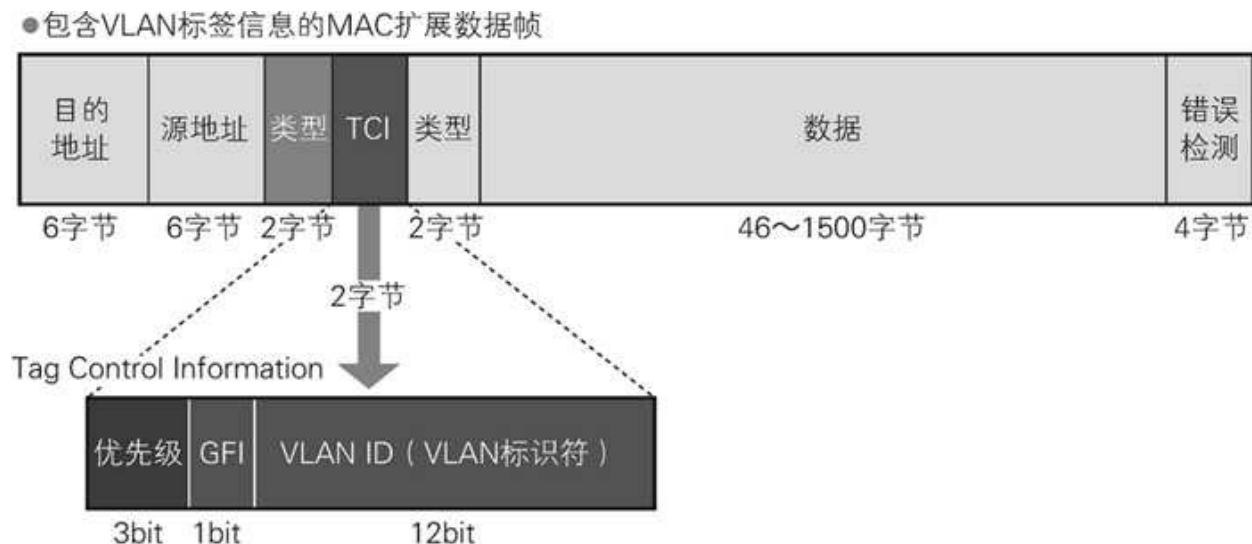 ●包含VLAN标签信息的MAC扩展数据帧
目的
地址
源地址
类型
TCI
类型
数据
错误
检测
6字节
6字节
2字节
2字节
46～1500字节
4字节
2字节
Tag Control Information
优先级
GFI
VLAN ID（VLAN标识符）
3bit
1bit
12bit